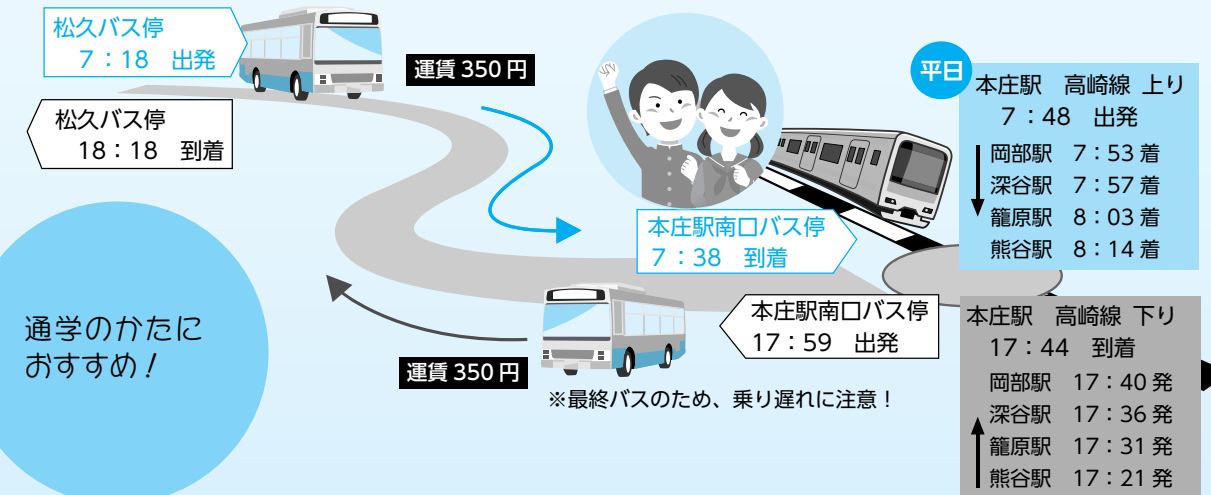 松久バス停
7：18　出発
運賃 350 円
松久バス停
18：18　到着
平日
本庄駅　高崎線 上り
7：48　出発
岡部駅　7：53 着
深谷駅　7：57 着
籠原駅　8：03 着
熊谷駅　8：14 着
本庄駅南口バス停
7：38　到着
通学のかたに
おすすめ！
本庄駅南口バス停
17：59　出発
運賃 350 円
※最終バスのため、乗り遅れに注意！
本庄駅　高崎線 下り
17：44　到着
岡部駅　17：40 発
深谷駅　17：36 発
籠原駅　17：31 発
熊谷駅　17：21 発